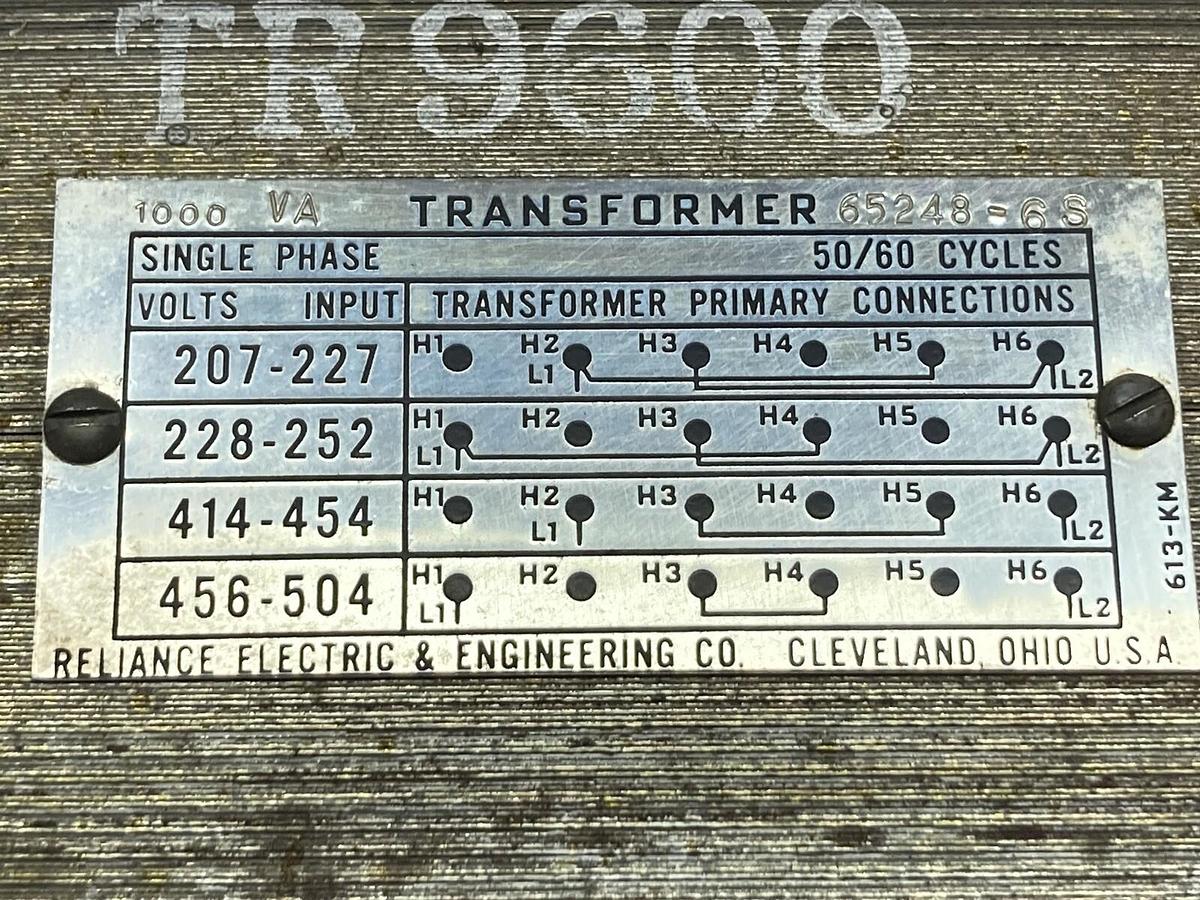 TR9600
1000 VA TRANSFORMER 65248-6S
SINGLE PHASE 50/60 CYCLES
VOLTS INPUT TRANSFORMER PRIMARY CONNECTIONS
207-227 H1 H2 H3 H4 H5 H6
L1 L2
228-252 H1 H2 H3 H4 H5 H6
L1 L2
414-454 H1 H2 H3 H4 H5 H6
L1 L2
456-504 H1 H2 H3 H4 H5 H6
L1 L2
613-KM
RELIANCE ELECTRIC & ENGINEERING CO. CLEVELAND, OHIO U.S.A.